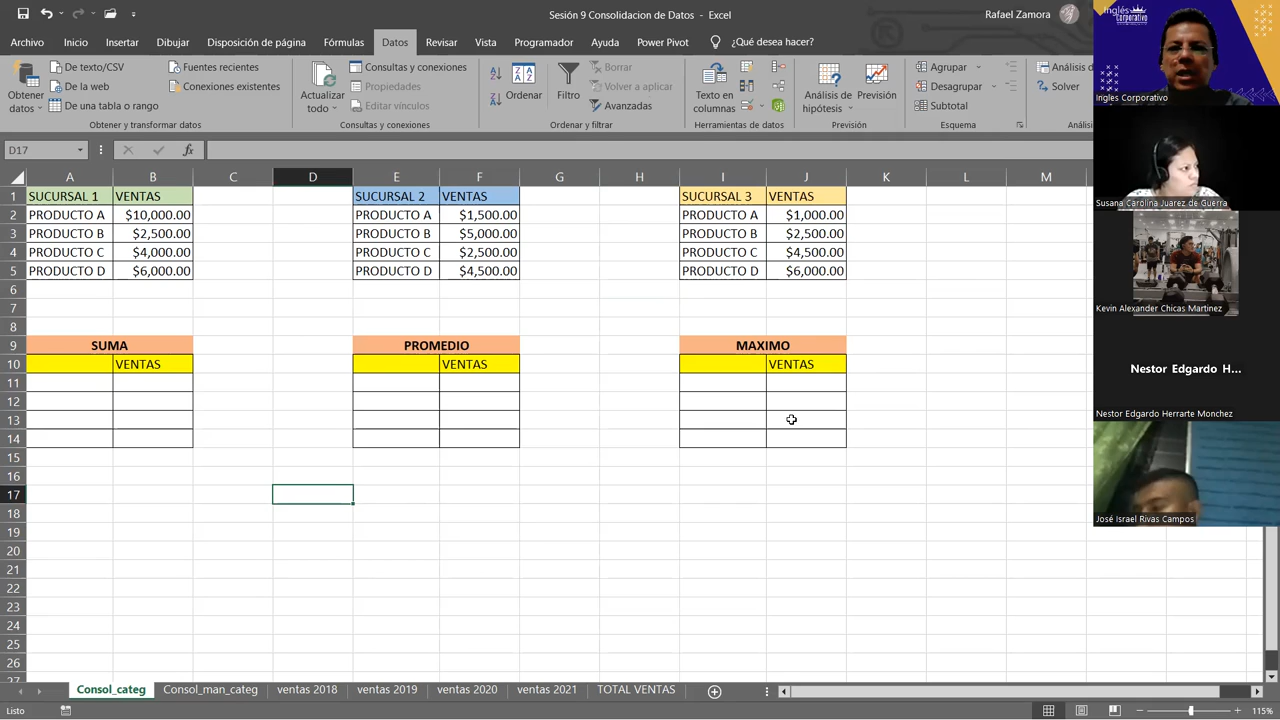 Sesión 9 Consolidacion de Datos - Excel
Rafael Zamora
Archivo Inicio Insertar Dibujar Disposición de página Fórmulas Datos Revisar Vista Programador Ayuda Power Pivot ¿Qué desea hacer?
Obtener datos
De texto/CSV
De la web
De una tabla o rango
Fuentes recientes
Conexiones existentes
Obtener y transformar datos
Actualizar todo
Consultas y conexiones
Propiedades
Editar vínculos
Consultas y conexiones
Ordenar
Filtro
Borrar
Volver a aplicar
Avanzadas
Ordenar y filtrar
Texto en columnas
Herramientas de datos
Análisis de hipótesis
Previsión
Previsión
Agrupar
Desagrupar
Subtotal
Esquema
Análisis d
Solver
Anális
D17
fx
A B C D E F G H I J K L M
1 SUCURSAL 1 VENTAS SUCURSAL 2 VENTAS SUCURSAL 3 VENTAS
2 PRODUCTO A $10,000.00 PRODUCTO A $1,500.00 PRODUCTO A $1,000.00
3 PRODUCTO B $2,500.00 PRODUCTO B $5,000.00 PRODUCTO B $2,500.00
4 PRODUCTO C $4,000.00 PRODUCTO C $2,500.00 PRODUCTO C $4,500.00
5 PRODUCTO D $6,000.00 PRODUCTO D $4,500.00 PRODUCTO D $6,000.00
6
7
8
9 SUMA PROMEDIO MAXIMO
10 VENTAS VENTAS VENTAS
11
12
13
14
15
16
17
18
19
20
21
22
23
24
25
26
27
Consol_categ Consol_man_categ ventas 2018 ventas 2019 ventas 2020 ventas 2021 TOTAL VENTAS
Listo
115%
Inglés
Corporativo
Ingles Corporativo
Susana Carolina Juarez de Guerra
Kevin Alexander Chicas Martinez
Nestor Edgardo H...
Nestor Edgardo Herrarte Monchez
José Israel Rivas Campos